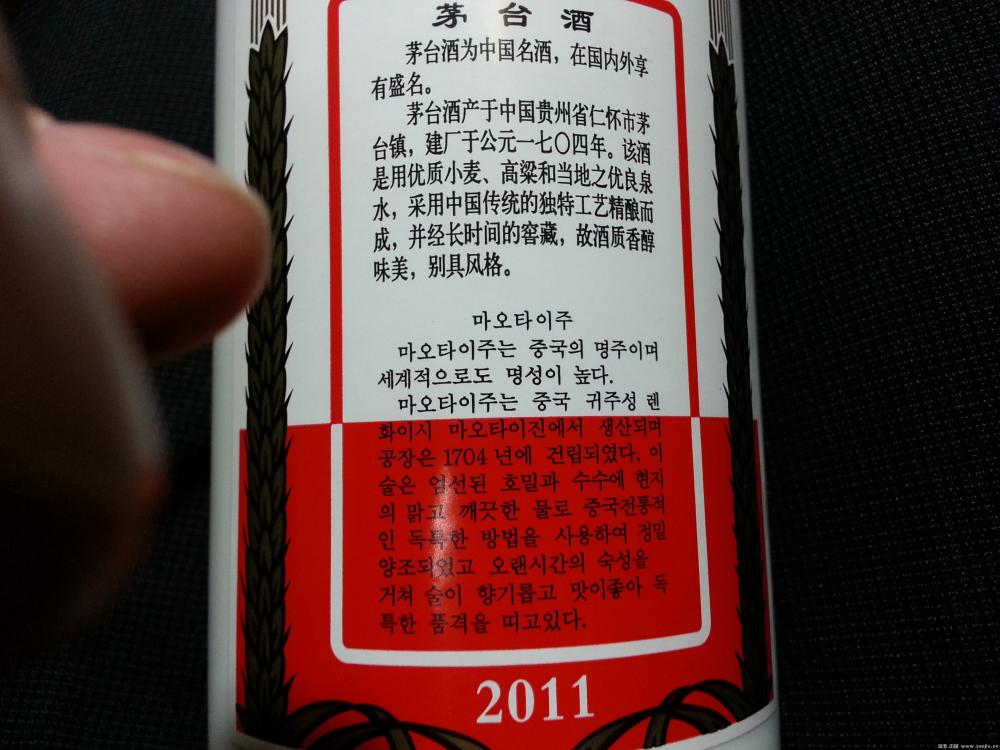 茅台酒
茅台酒为中国名酒，在国内外享
有盛名。
茅台酒产于中国贵州省仁怀市茅
台镇，建厂于公元一七〇四年。该酒
是用优质小麦、高粱和当地之优良泉
水，采用中国传统的独特工艺精酿而
成，并经长时间的窖藏，故酒质香醇
味美，别具风格。
마오타이주
마오타이주는 중국의 명주이며
세계적으로도 명성이 높다.
마오타이주는 중국 귀주성 렌
화이시 마오타이진에서 생산되며
공장은 1704 년에 건립되였다. 이
술은 엄선된 호밀과 수수에 현지
의 맑고 깨끗한 물로 중국전통적
인 독특한 방법을 사용하여 정밀
양조되였고 오랜시간의 숙성을
거쳐 술이 향기롭고 맛이좋아 독
특한 품격을 띠고있다.
2011